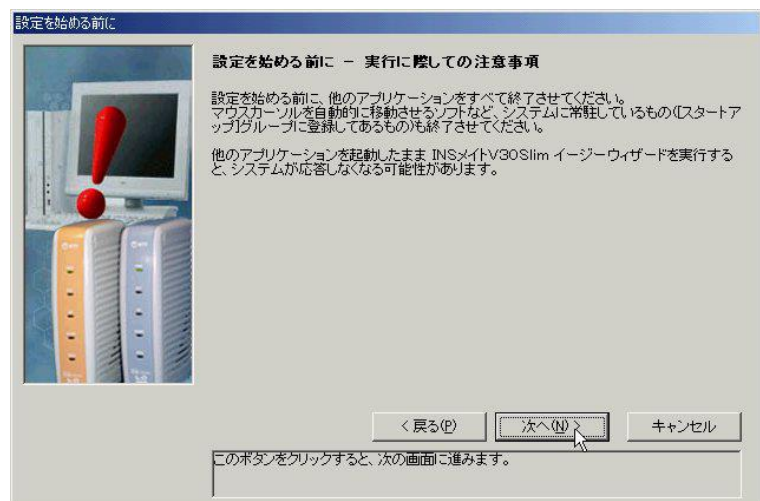 設定を始める前に
設定を始める前に － 実行に際しての注意事項
設定を始める前に、他のアプリケーションをすべて終了させてください。
マウスカーソルを自動的に移動させるソフトなど、システムに常駐しているもの([スタートア
ップ]グループに登録してあるもの)も終了させてください。
他のアプリケーションを起動したまま INSメイトV30Slim イージーウィザードを実行する
と、システムが応答しなくなる可能性があります。
< 戻る(P)
次へ(N) >
キャンセル
このボタンをクリックすると、次の画面に進みます。